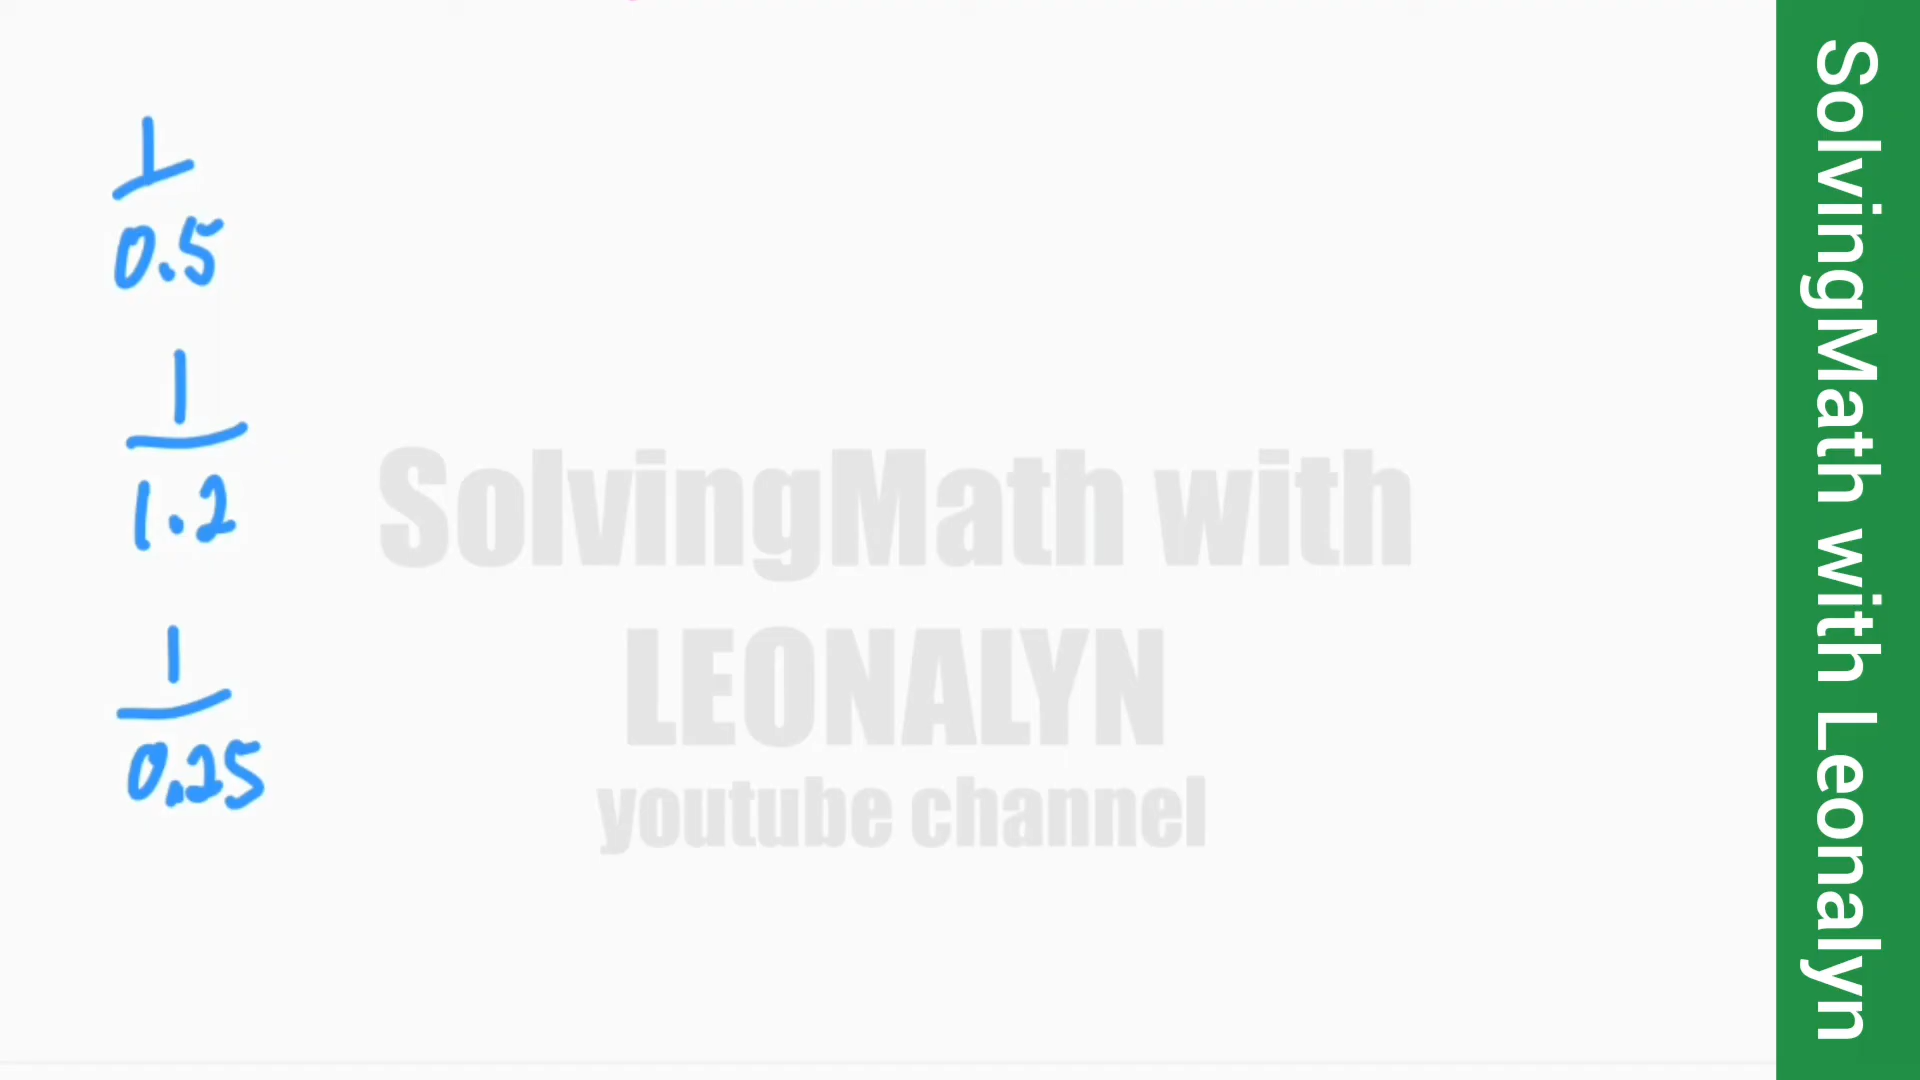 1
0.5
1
1.2
1
0.25
SolvingMath with
LEONALYN
youtube channel
SolvingMath with Leonalyn